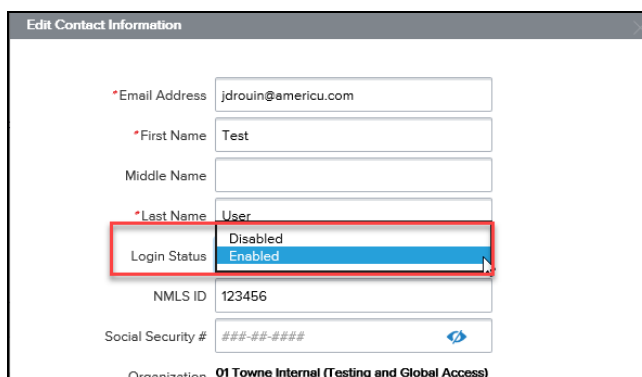 Edit Contact Information
*Email Address jdrouin@americu.com
*First Name Test
Middle Name
*Last Name User
Disabled
Login Status Enabled
NMLS ID 123456
Social Security # ###-##-####
Organization 01 Towne Internal (Testing and Global Access)